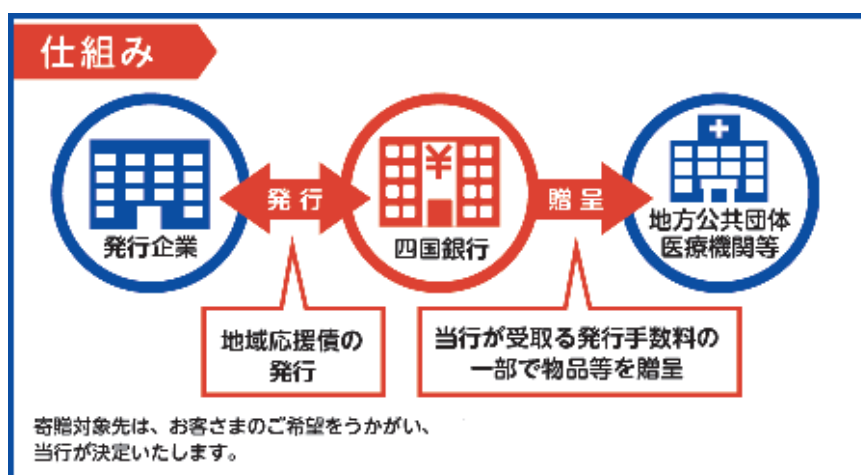 仕組み
発行企業
発行
四国銀行
¥
贈呈
地方公共団体
医療機関等
地域応援債の
発行
当行が受取る発行手数料の
一部で物品等を贈呈
寄贈対象先は、お客さまのご希望をうかがい、
当行が決定いたします。